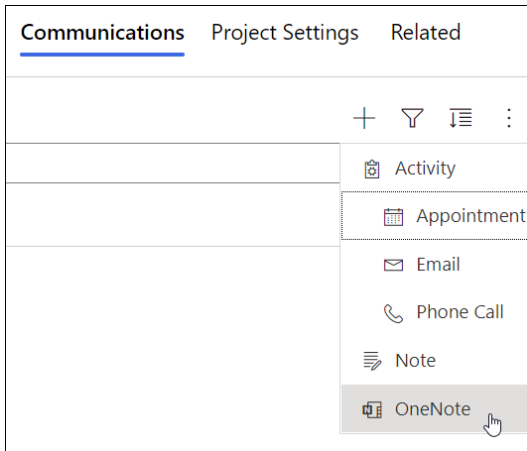 Communications Project Settings Related
Activity
Appointment
Email
Phone Call
Note
OneNote